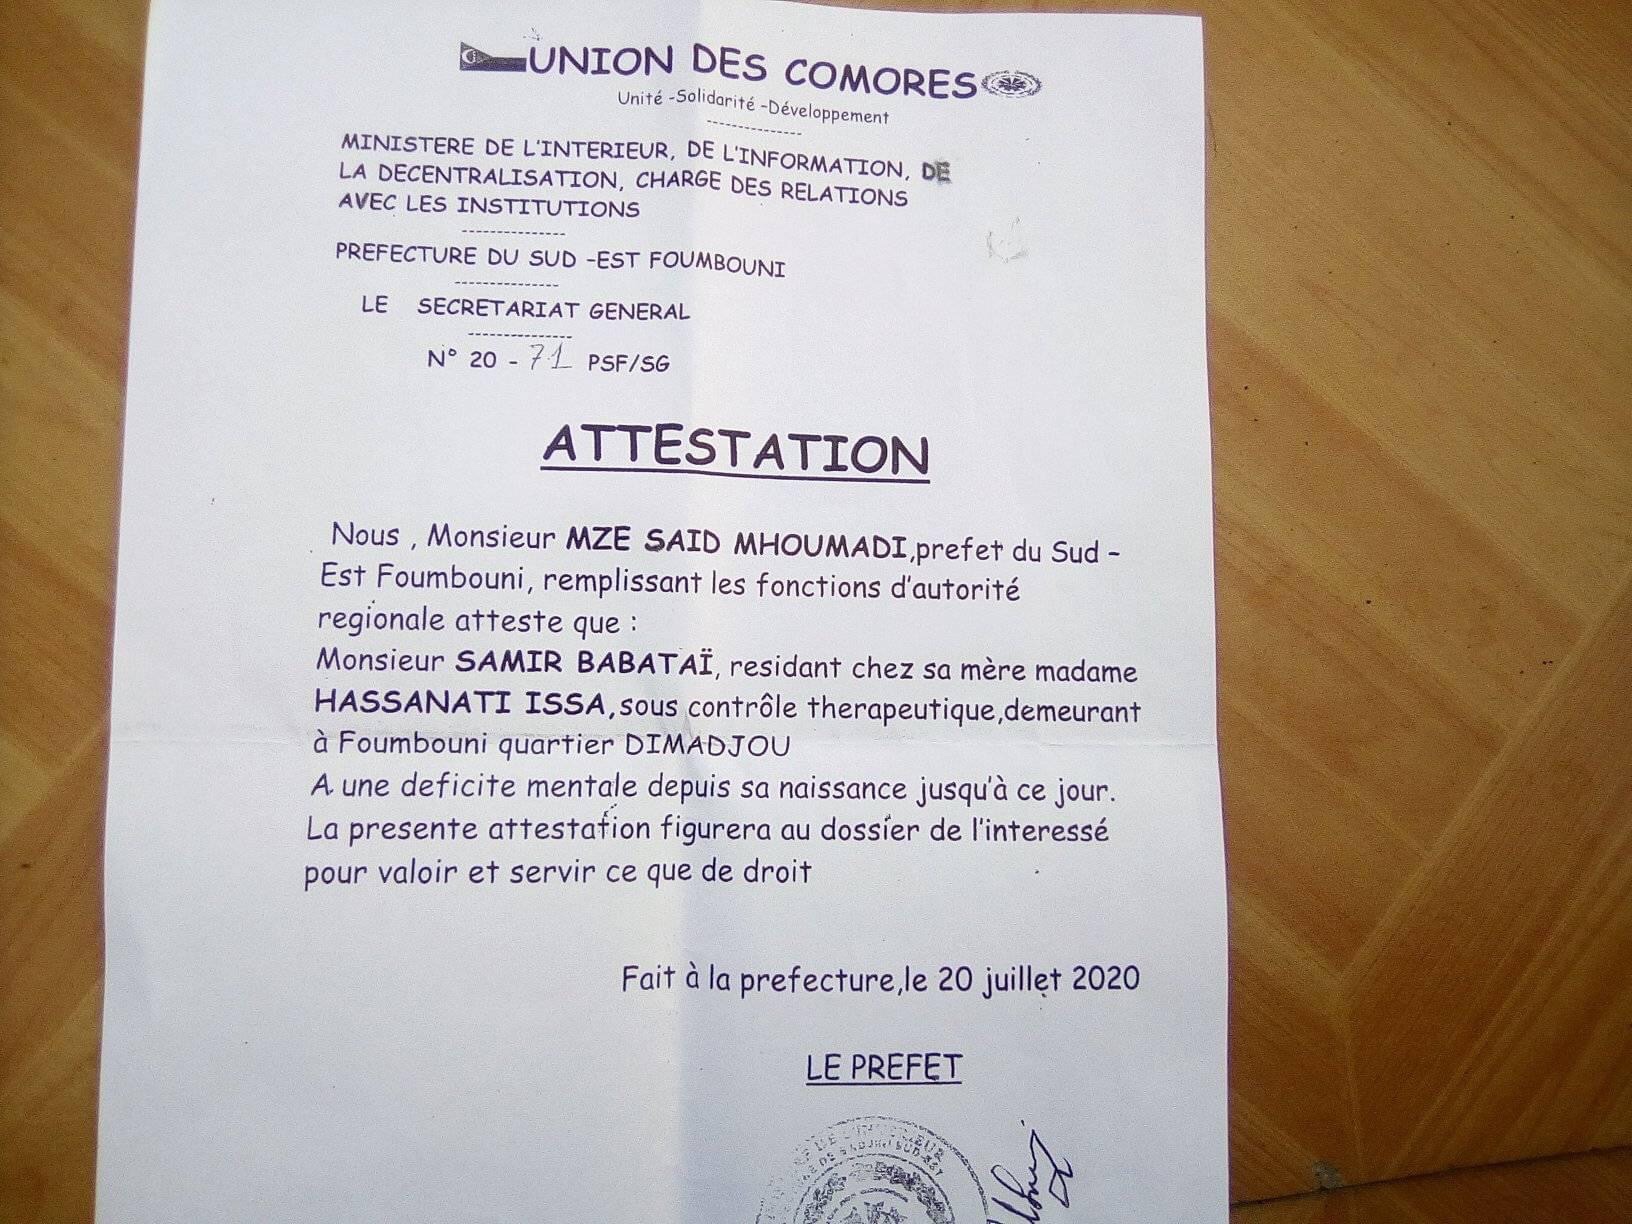 UNION DES COMORES
Unité -Solidarité -Développement
---------------
MINISTERE DE L'INTERIEUR, DE L'INFORMATION, DE
LA DECENTRALISATION, CHARGE DES RELATIONS
AVEC LES INSTITUTIONS
---------------
PREFECTURE DU SUD -EST FOUMBOUNI
---------------
LE SECRETARIAT GENERAL
---------------
N° 20 - 71 PSF/SG
ATTESTATION
Nous , Monsieur MZE SAID MHOUMADI,prefet du Sud -
Est Foumbouni, remplissant les fonctions d'autorité
regionale atteste que :
Monsieur SAMIR BABATAÏ, residant chez sa mère madame
HASSANATI ISSA,sous contrôle therapeutique,demeurant
à Foumbouni quartier DIMADJOU
A une deficite mentale depuis sa naissance jusqu'à ce jour.
La presente attestation figurera au dossier de l'interessé
pour valoir et servir ce que de droit
Fait à la prefecture,le 20 juillet 2020
LE PREFET